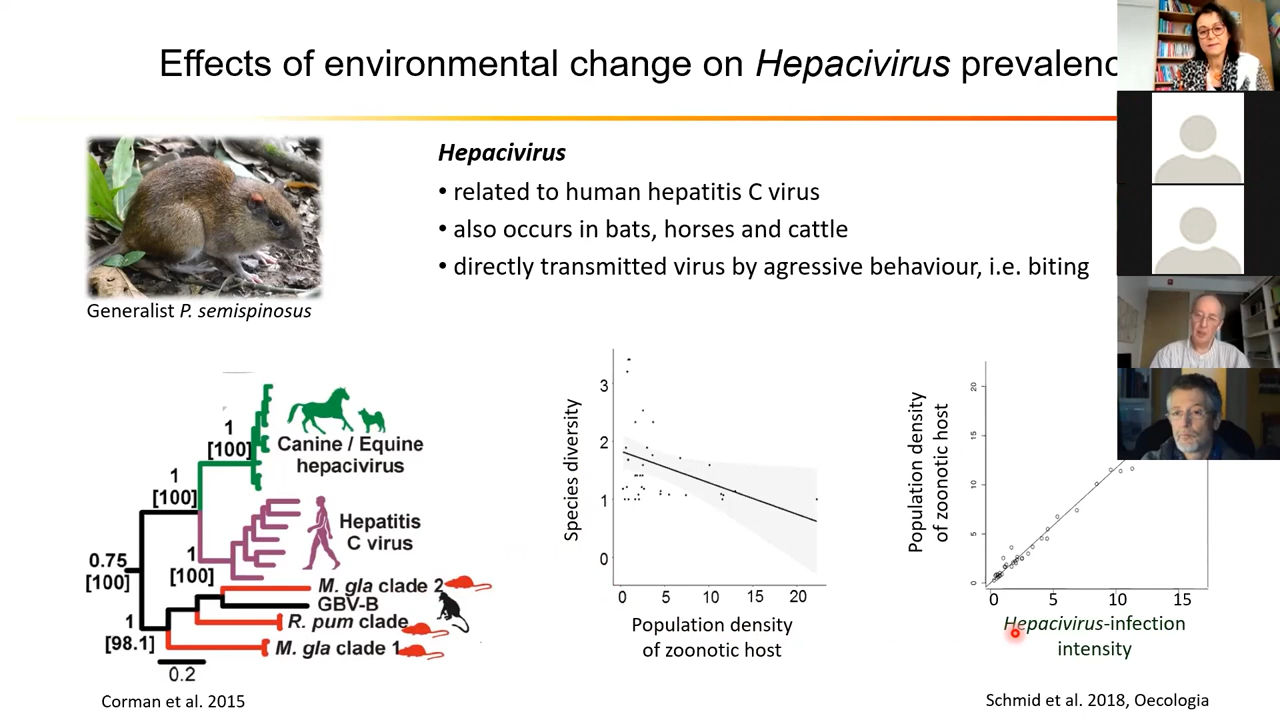 Effects of environmental change on Hepacivirus prevalenc
Hepacivirus
• related to human hepatitis C virus
• also occurs in bats, horses and cattle
• directly transmitted virus by agressive behaviour, i.e. biting
Generalist P. semispinosus
1
[100]
Canine / Equine
hepacivirus
1
[100]
Hepatitis
C virus
0.75
[100]
1
[100]
M. gla clade 2
GBV-B
R. pum clade
1
[98.1]
M. gla clade 1
0.2
Corman et al. 2015
Species diversity
3
2
1
0
0 5 10 15 20
Population density
of zoonotic host
Population density
of zoonotic host
20
15
10
5
0
0 5 10 15
Hepacivirus-infection
intensity
Schmid et al. 2018, Oecologia